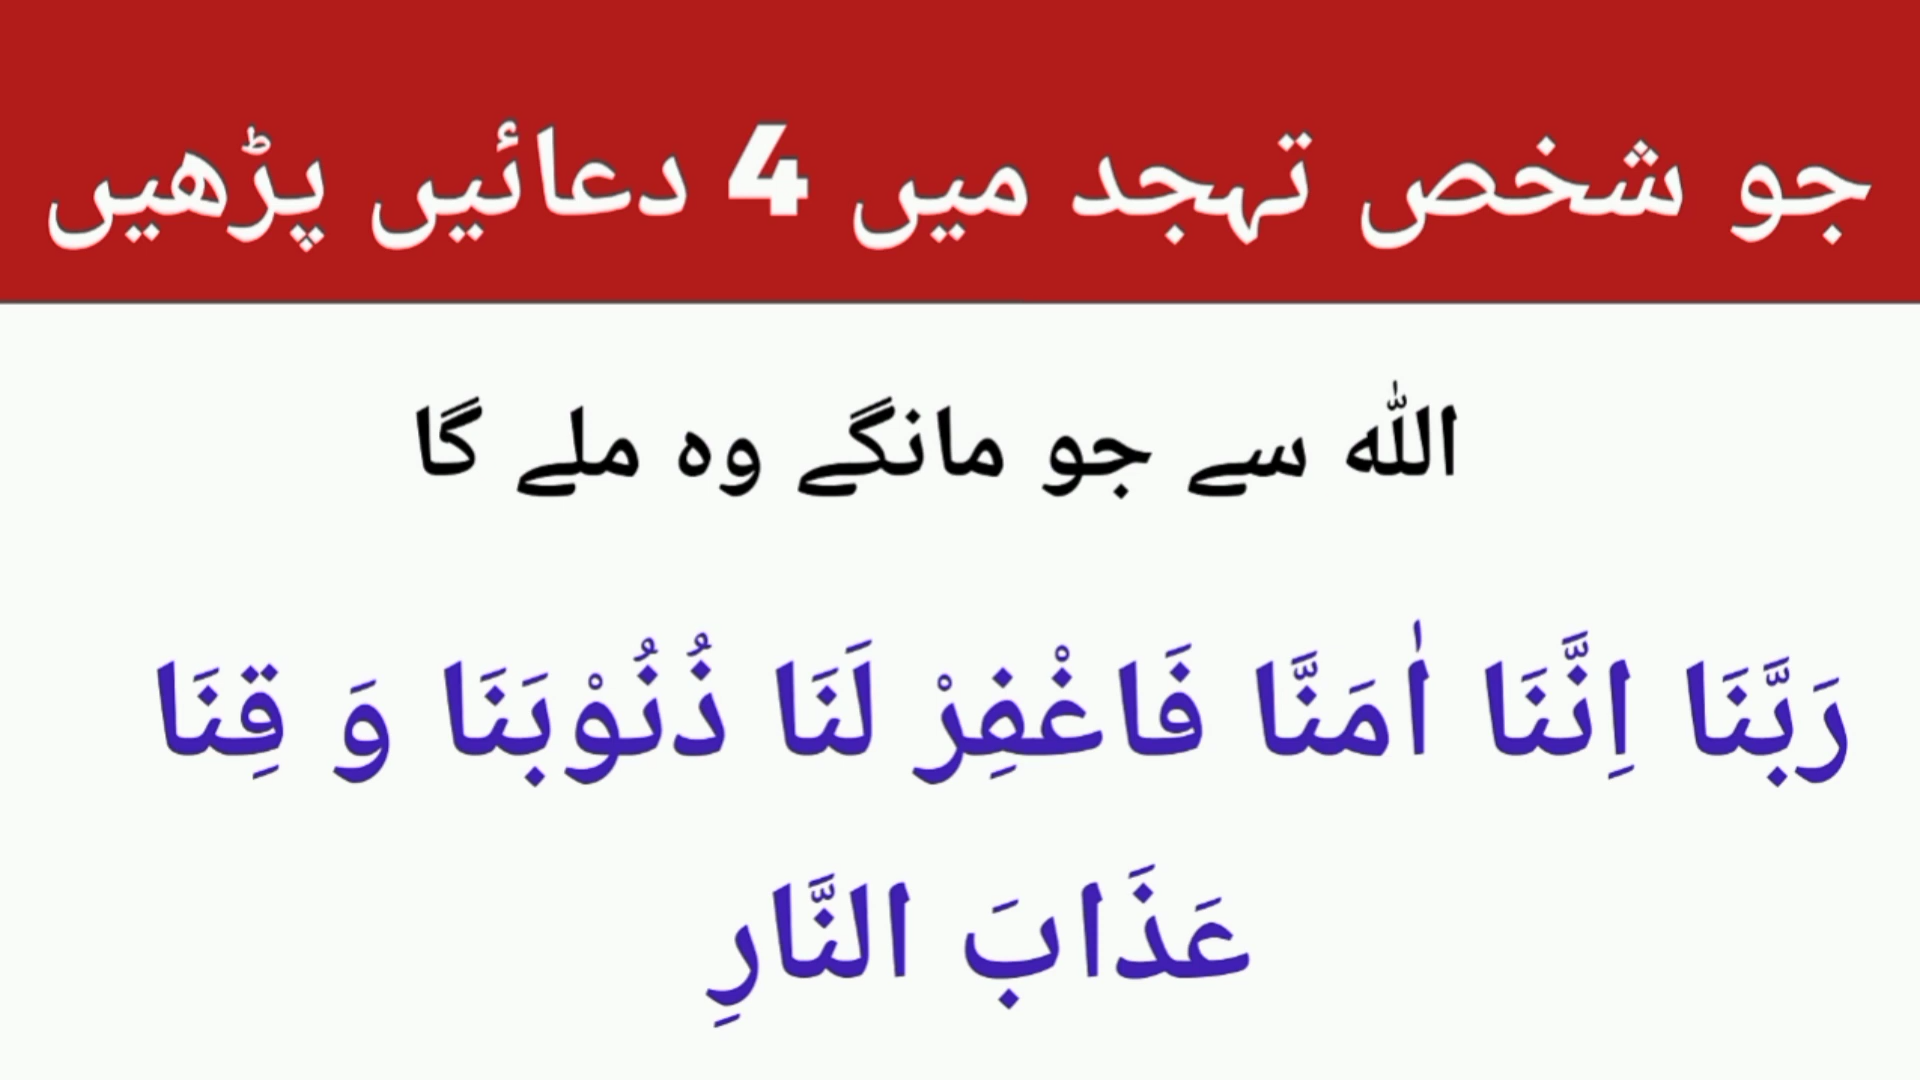 جو شخص تہجد میں 4 دعائیں پڑھیں
اللہ سے جو مانگے وہ ملے گا
رَبَّنَا اِنَّنَا اٰمَنَّا فَاغْفِرْ لَنَا ذُنُوْبَنَا وَ قِنَا
عَذَابَ النَّارِ